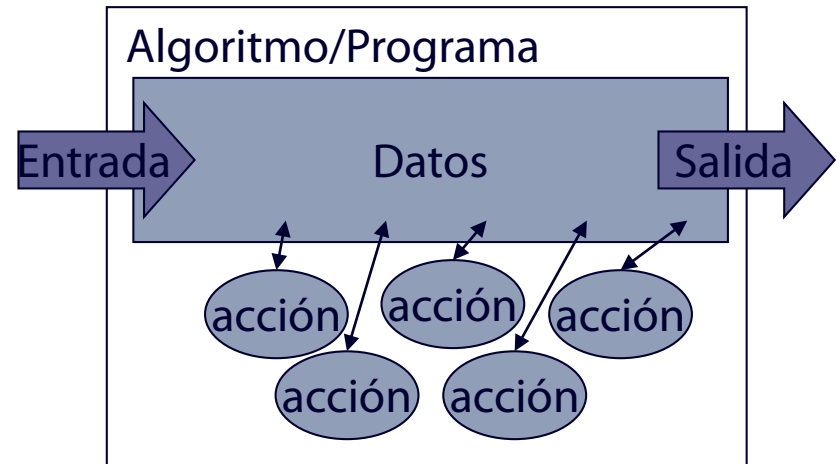 Algoritmo/Programa
Entrada
Datos
Salida
acción
acción
acción
acción
acción